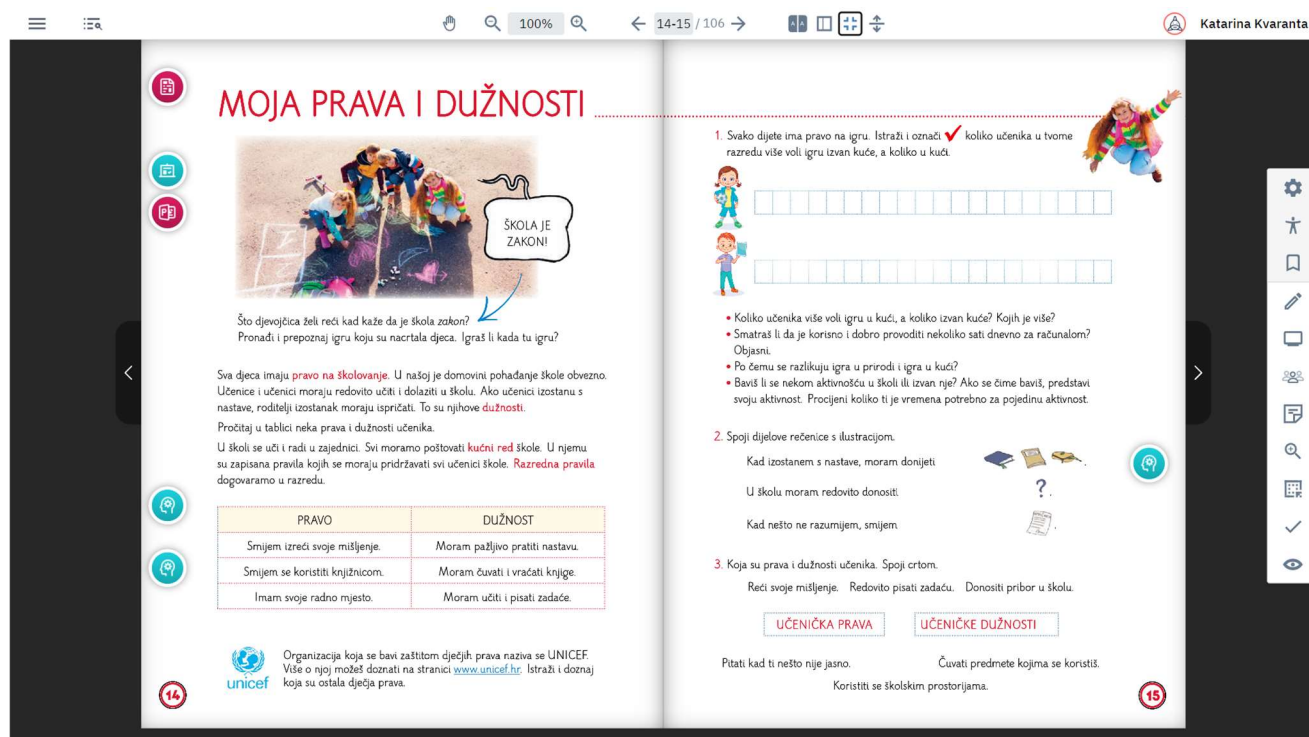 100%
14-15 / 106
Katarina Kvaranta
MOJA PRAVA I DUŽNOSTI
ŠKOLA JE
ZAKON!
Što djevojčica želi reći kad kaže da je škola zakon?
Pronađi i prepoznaj igru koju su nacrtala djeca. Igraš li kada tu igru?
Sva djeca imaju pravo na školovanje. U našoj je domovini pohađanje škole obvezno.
Učenice i učenici moraju redovito učiti i dolaziti u školu. Ako učenici izostanu s
nastave, roditelji izostanak moraju ispričati. To su njihove dužnosti.
Pročitaj u tablici neka prava i dužnosti učenika.
U školi se uči i radi u zajednici. Svi moramo poštovati kućni red škole. U njemu
su zapisana pravila kojih se moraju pridržavati svi učenici škole. Razredna pravila
dogovaramo u razredu.
PRAVO DUŽNOST
Smijem izreći svoje mišljenje. Moram pažljivo pratiti nastavu.
Smijem se koristiti knjižnicom. Moram čuvati i vraćati knjige.
Imam svoje radno mjesto. Moram učiti i pisati zadaće.
unicef
Organizacija koja se bavi zaštitom dječjih prava naziva se UNICEF.
Više o njoj možeš doznati na stranici www.unicef.hr. Istraži i doznaj
koja su ostala dječja prava.
14
1. Svako dijete ima pravo na igru. Istraži i označi ✓ koliko učenika u tvome
razredu više voli igru izvan kuće, a koliko u kući.
• Koliko učenika više voli igru u kući, a koliko izvan kuće? Kojih je više?
• Smatraš li da je korisno i dobro provoditi nekoliko sati dnevno za računalom?
Objasni.
• Po čemu se razlikuju igra u prirodi i igra u kući?
• Baviš li se nekom aktivnošću u školi ili izvan nje? Ako se čime baviš, predstavi
svoju aktivnost. Procijeni koliko ti je vremena potrebno za pojedinu aktivnost.
2. Spoji dijelove rečenice s ilustracijom.
Kad izostanem s nastave, moram donijeti .
U školu moram redovito donositi ? .
Kad nešto ne razumijem, smijem .
3. Koja su prava i dužnosti učenika. Spoji crtom.
Reći svoje mišljenje. Redovito pisati zadaću. Donositi pribor u školu.
UČENIČKA PRAVA UČENIČKE DUŽNOSTI
Pitati kad ti nešto nije jasno. Čuvati predmete kojima se koristiš.
Koristiti se školskim prostorijama.
15